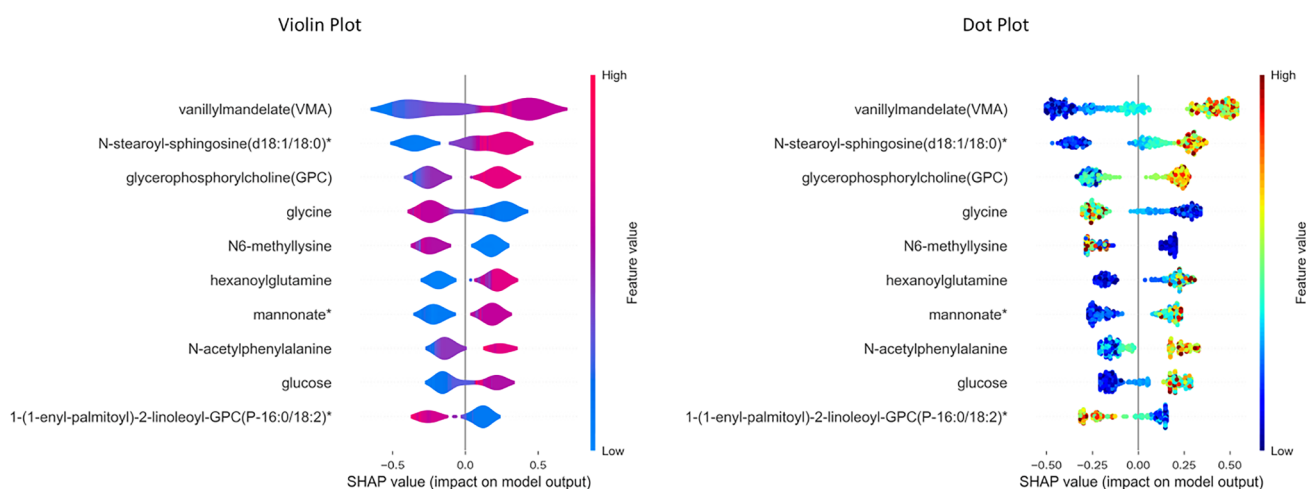 Violin Plot
High
vanillylmandelate(VMA)
N-stearoyl-sphingosine(d18:1/18:0)*
glycerophosphorylcholine(GPC)
glycine
N6-methyllysine
hexanoylglutamine
mannonate*
N-acetylphenylalanine
glucose
1-(1-enyl-palmitoyl)-2-linoleoyl-GPC(P-16:0/18:2)*
Feature value
Low
−0.5 0.0 0.5
SHAP value (impact on model output)
Dot Plot
High
vanillylmandelate(VMA)
N-stearoyl-sphingosine(d18:1/18:0)*
glycerophosphorylcholine(GPC)
glycine
N6-methyllysine
hexanoylglutamine
mannonate*
N-acetylphenylalanine
glucose
1-(1-enyl-palmitoyl)-2-linoleoyl-GPC(P-16:0/18:2)*
Feature value
Low
−0.50 −0.25 0.00 0.25 0.50
SHAP value (impact on model output)